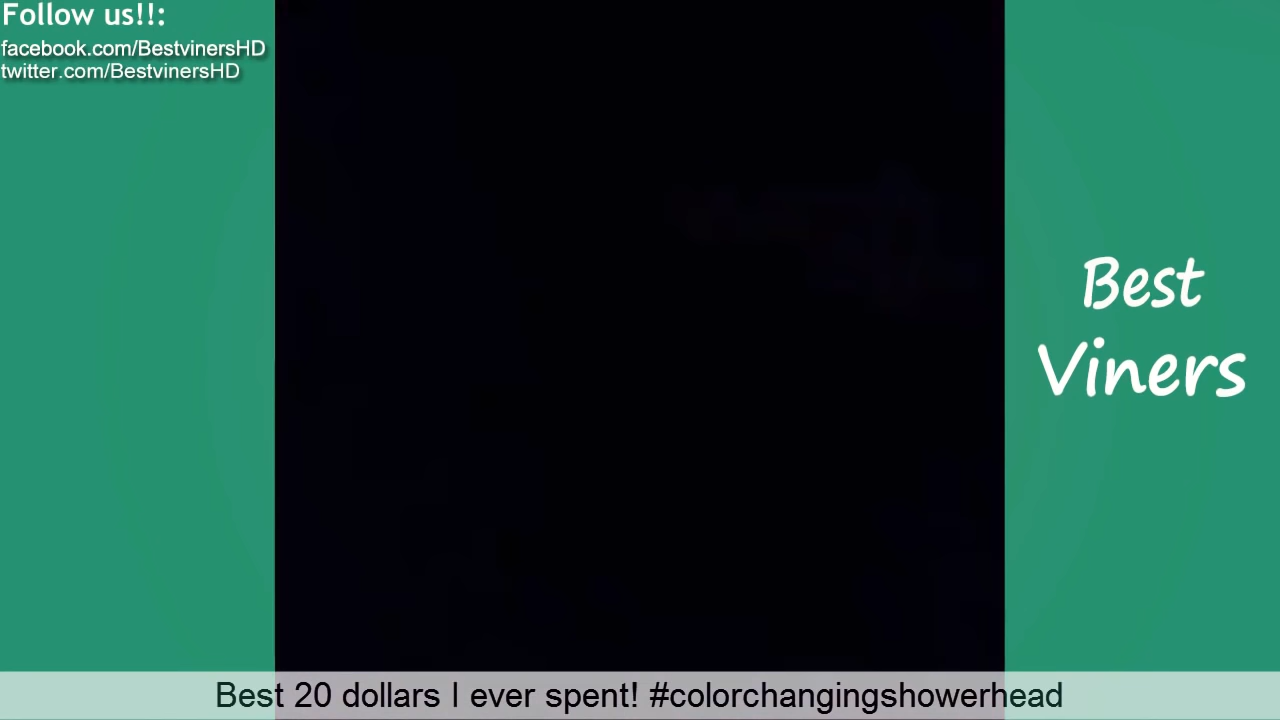 Follow us!!:
facebook.com/BestvinersHD
twitter.com/BestvinersHD
Best
Viners
Best 20 dollars I ever spent! #colorchangingshowerhead